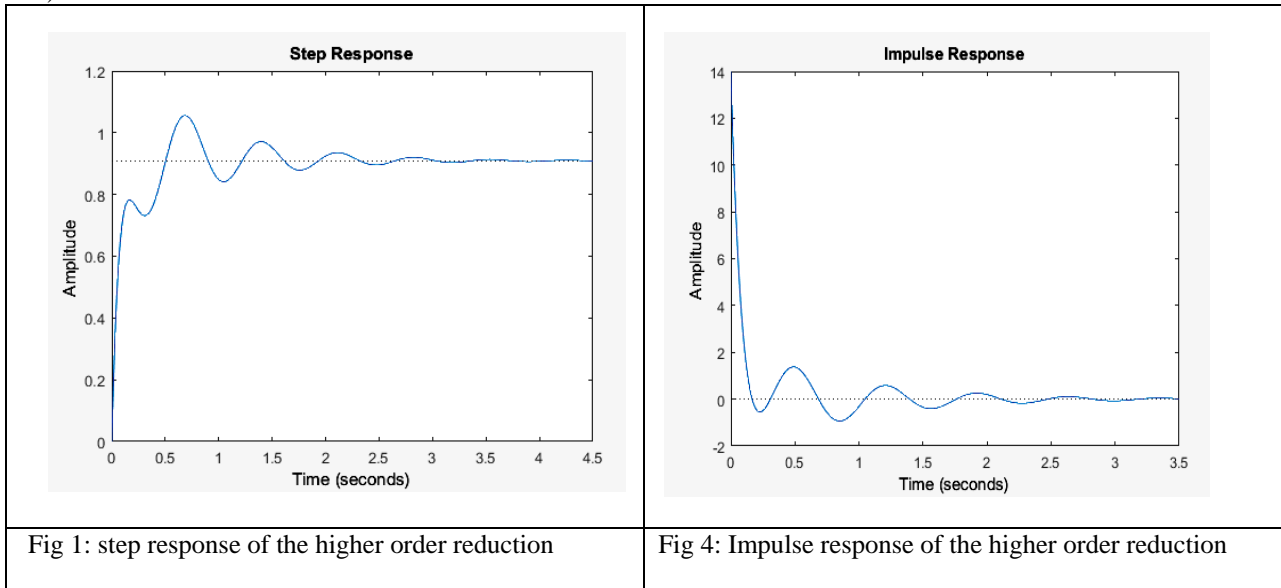 Step Response
1.2
1
0.8
0.6
0.4
0.2
0
Amplitude
0 0.5 1 1.5 2 2.5 3 3.5 4 4.5
Time (seconds)
Impulse Response
14
12
10
8
6
4
2
0
-2
Amplitude
0 0.5 1 1.5 2 2.5 3 3.5
Time (seconds)
Fig 1: step response of the higher order reduction
Fig 4: Impulse response of the higher order reduction